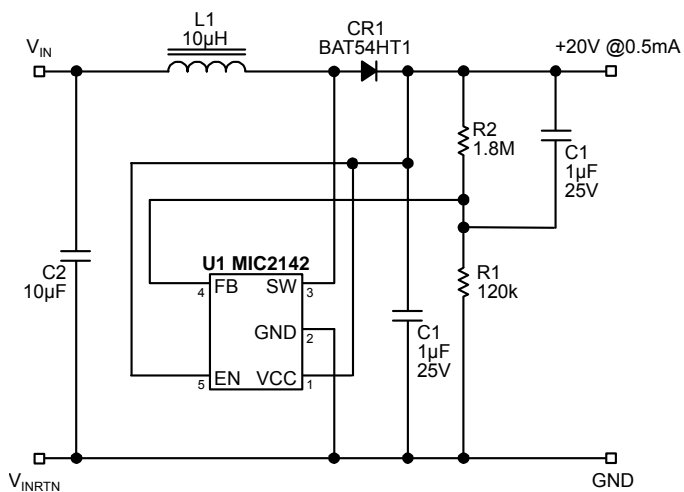 L1
10µH
CR1
BAT54HT1
VIN
+20V @0.5mA
R2
1.8M
C1
1µF
25V
U1 MIC2142
C2
10µF
4 FB SW 3
R1
120k
GND 2
C1
1µF
25V
5 EN VCC 1
VINRTN
GND